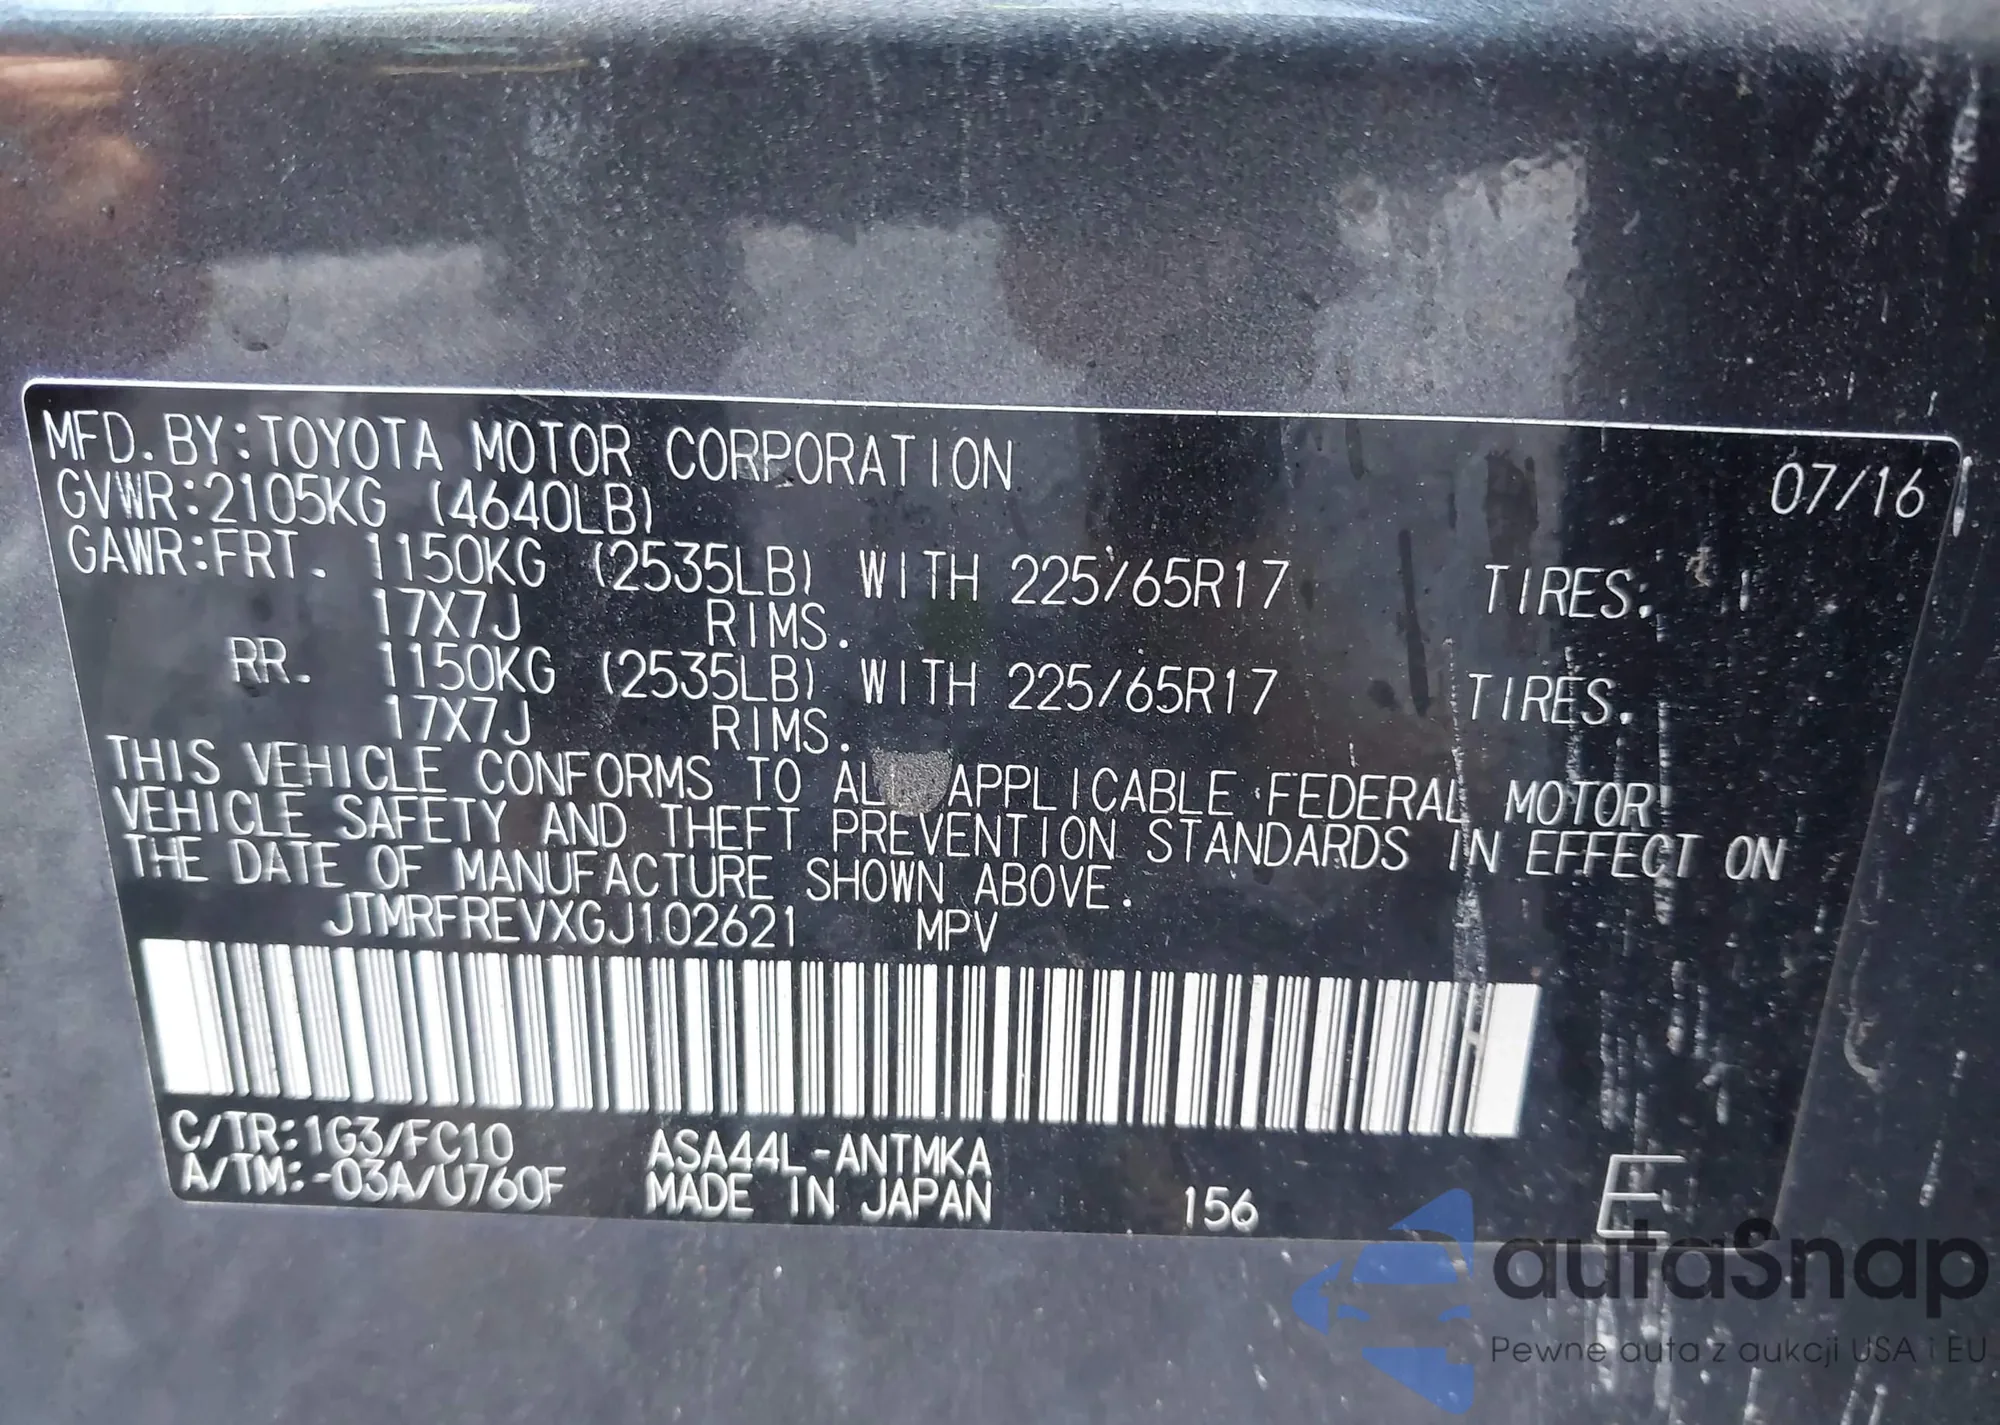 MFD.BY:TOYOTA MOTOR CORPORATION 07/16
GVWR:2105KG (4640LB)
GAWR:FRT. 1150KG (2535LB) WITH 225/65R17 TIRES:
17X7J RIMS.
RR. 1150KG (2535LB) WITH 225/65R17 TIRES.
17X7J RIMS.
THIS VEHICLE CONFORMS TO APPLICABLE FEDERAL MOTOR
VEHICLE SAFETY AND THEFT PREVENTION STANDARDS IN EFFECT ON
THE DATE OF MANUFACTURE SHOWN ABOVE.
JTMRFREVXGJ102621 MPV
C/TR:1G3/FC10 ASA44L-ANTMKA
A/TM:-03A/U760F MADE IN JAPAN 156 E
autaSnap
Pewne auta z aukcji USA i EU